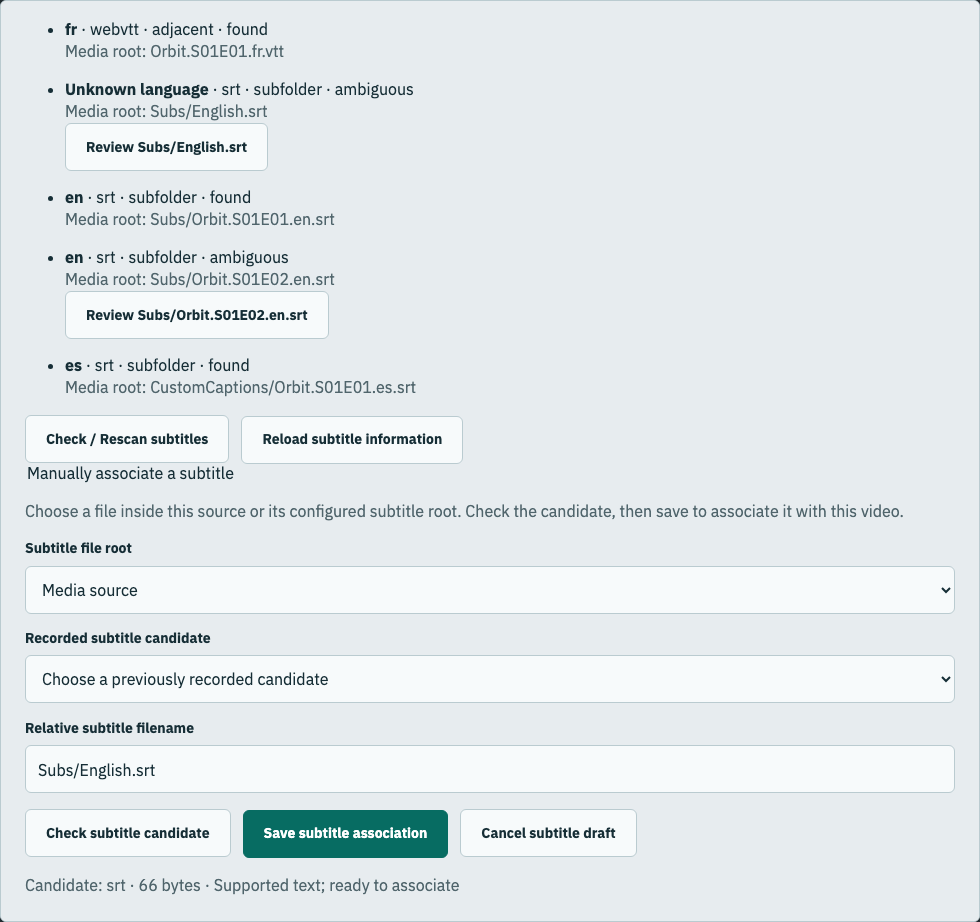 fr · webvtt · adjacent · found
Media root: Orbit.S01E01.fr.vtt
Unknown language · srt · subfolder · ambiguous
Media root: Subs/English.srt
Review Subs/English.srt
en · srt · subfolder · found
Media root: Subs/Orbit.S01E01.en.srt
en · srt · subfolder · ambiguous
Media root: Subs/Orbit.S01E02.en.srt
Review Subs/Orbit.S01E02.en.srt
es · srt · subfolder · found
Media root: CustomCaptions/Orbit.S01E01.es.srt
Check / Rescan subtitles Reload subtitle information
Manually associate a subtitle
Choose a file inside this source or its configured subtitle root. Check the candidate, then save to associate it with this video.
Subtitle file root
Media source
Recorded subtitle candidate
Choose a previously recorded candidate
Relative subtitle filename
Subs/English.srt
Check subtitle candidate Save subtitle association Cancel subtitle draft
Candidate: srt · 66 bytes · Supported text; ready to associate